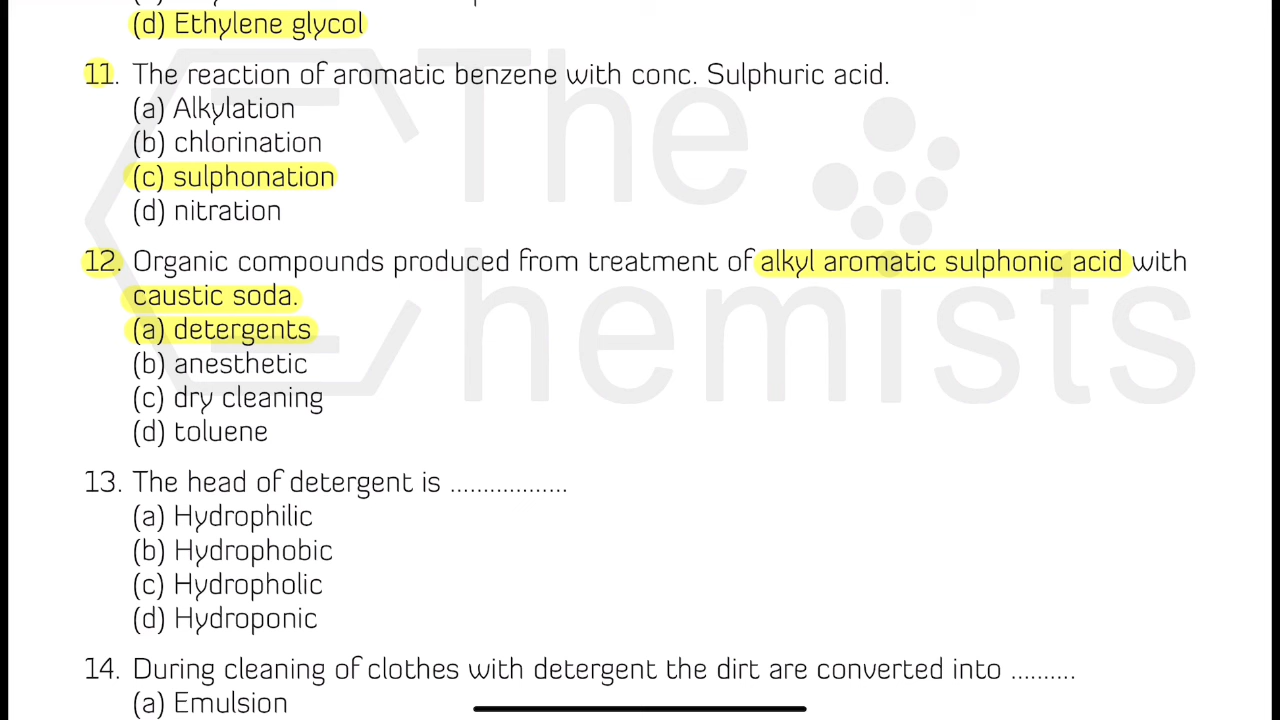 (d) Ethylene glycol
11. The reaction of aromatic benzene with conc. Sulphuric acid.
(a) Alkylation
(b) chlorination
(c) sulphonation
(d) nitration
12. Organic compounds produced from treatment of alkyl aromatic sulphonic acid with
caustic soda.
(a) detergents
(b) anesthetic
(c) dry cleaning
(d) toluene
13. The head of detergent is ..................
(a) Hydrophilic
(b) Hydrophobic
(c) Hydropholic
(d) Hydroponic
14. During cleaning of clothes with detergent the dirt are converted into ..........
(a) Emulsion
The
Chemists